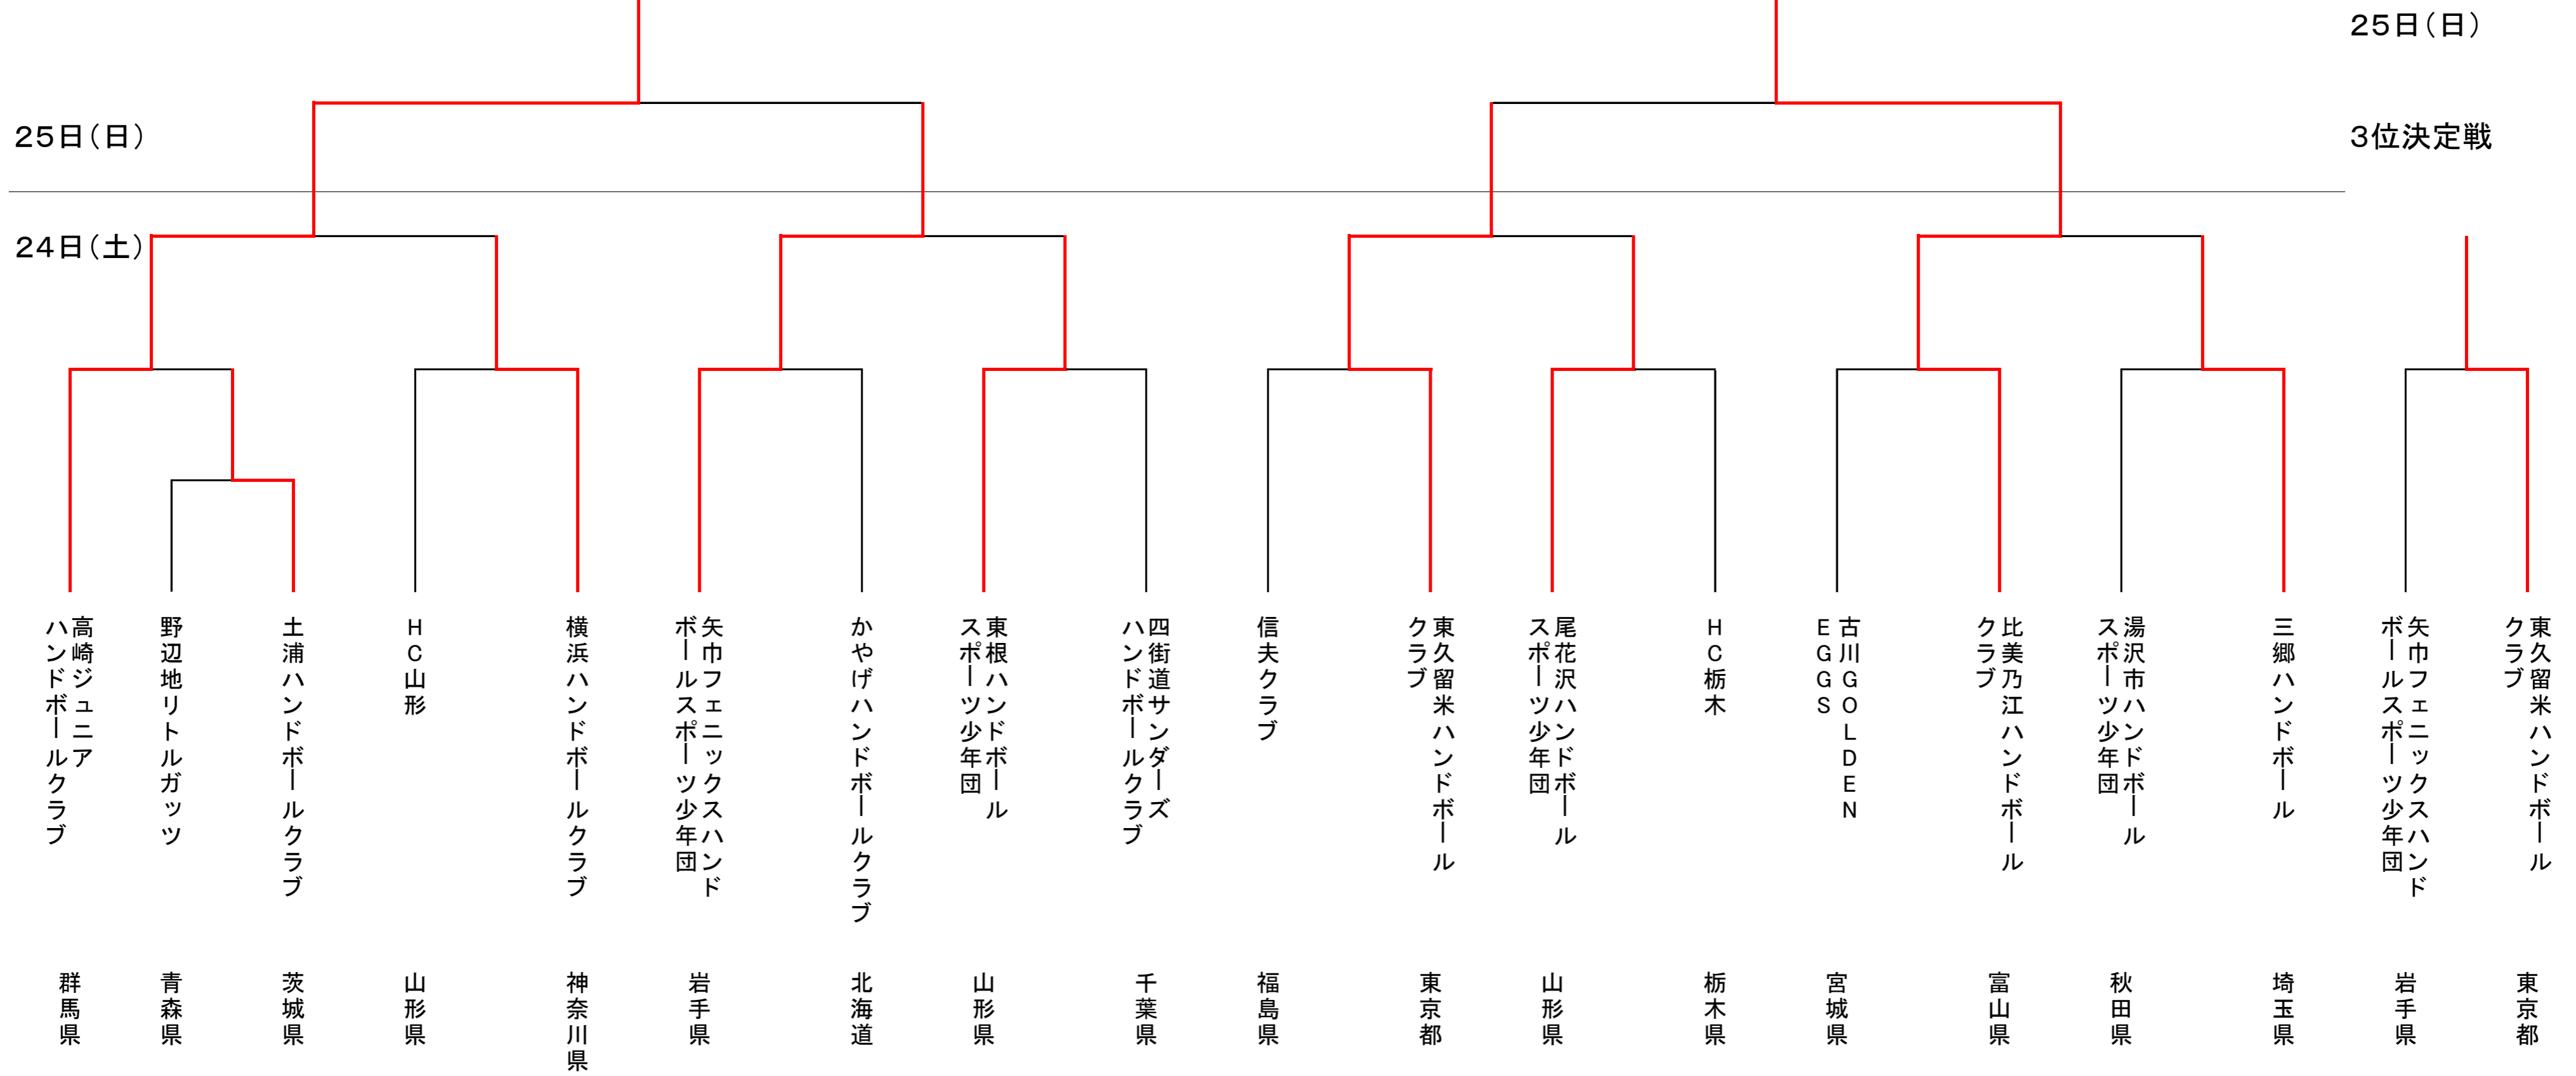 25日(日)
25日(日)
3位決定戦
24日(土)
高崎ジュニア
ハンドボールクラブ
群馬県
野辺地リトルガッツ
青森県
土浦ハンドボールクラブ
茨城県
HC山形
山形県
横浜ハンドボールクラブ
神奈川県
矢巾フェニックスハンド
ボールスポーツ少年団
岩手県
かやげハンドボールクラブ
北海道
東根ハンドボール
スポーツ少年団
山形県
四街道サンダーズ
ハンドボールクラブ
千葉県
信夫クラブ
福島県
東久留米ハンドボール
クラブ
東京都
尾花沢ハンドボール
スポーツ少年団
山形県
HC栃木
栃木県
古川GOLDEN
EGGS
宮城県
比美乃江ハンドボール
クラブ
富山県
湯沢市ハンドボール
スポーツ少年団
秋田県
三郷ハンドボール
埼玉県
矢巾フェニックスハンド
ボールスポーツ少年団
岩手県
東久留米ハンドボール
クラブ
東京都